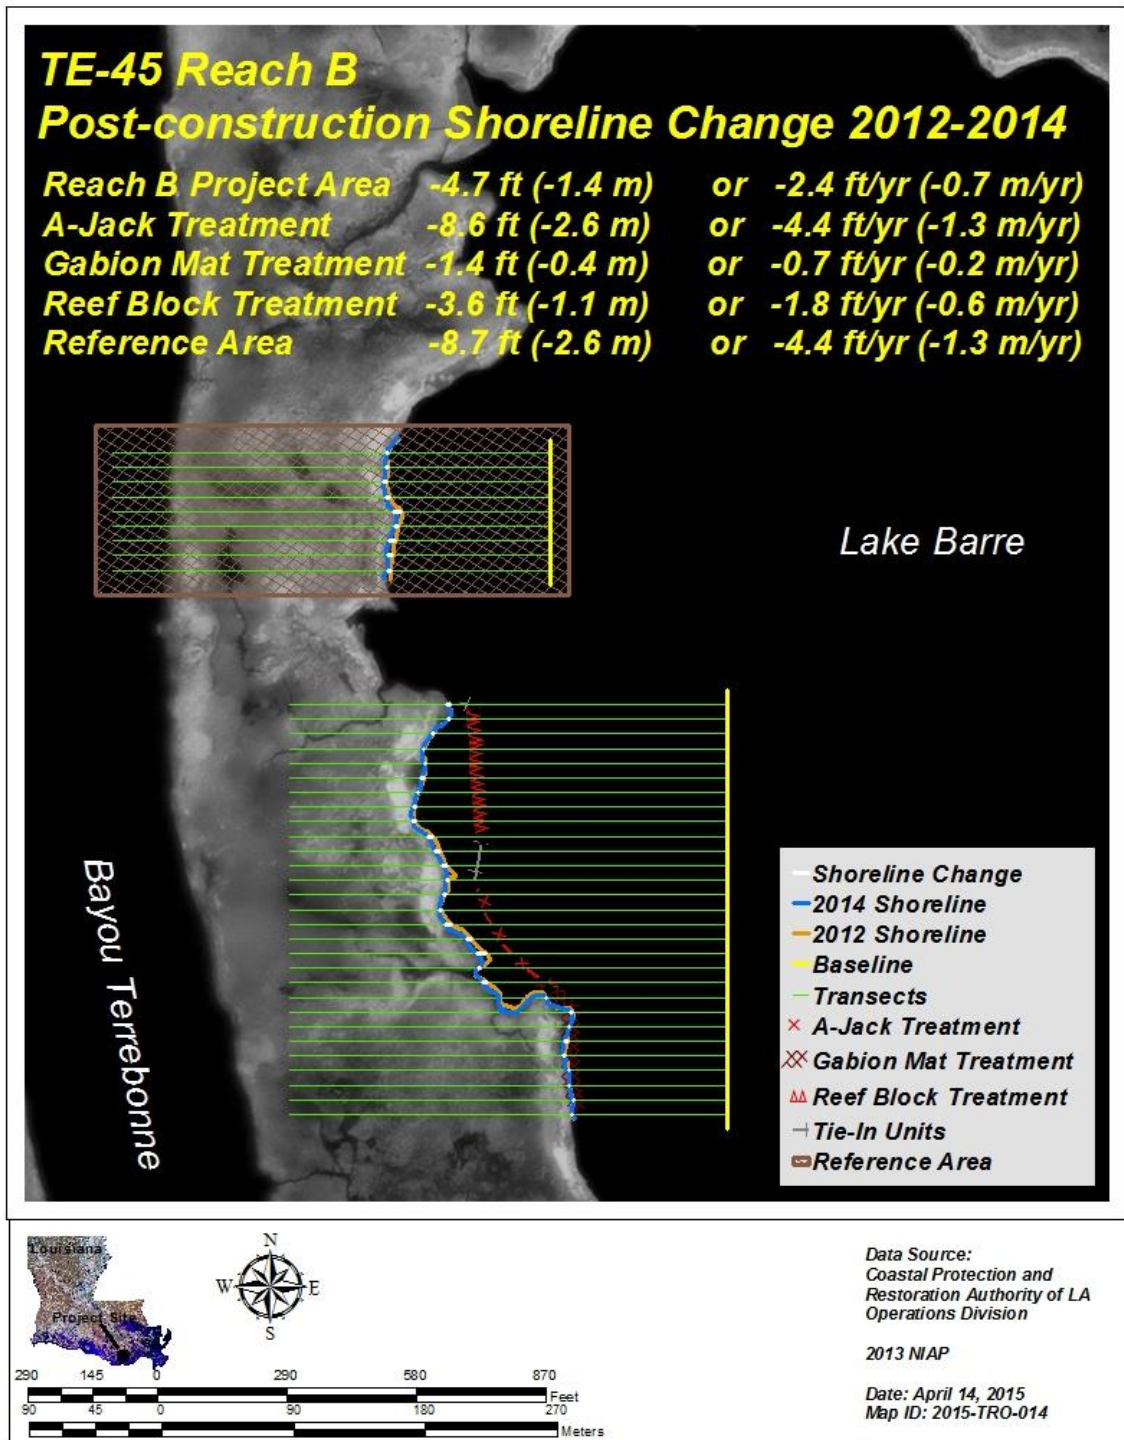 TE-45 Reach B
Post-construction Shoreline Change 2012-2014
Reach B Project Area -4.7 ft (-1.4 m) or -2.4 ft/yr (-0.7 m/yr)
A-Jack Treatment -8.6 ft (-2.6 m) or -4.4 ft/yr (-1.3 m/yr)
Gabion Mat Treatment -1.4 ft (-0.4 m) or -0.7 ft/yr (-0.2 m/yr)
Reef Block Treatment -3.6 ft (-1.1 m) or -1.8 ft/yr (-0.6 m/yr)
Reference Area -8.7 ft (-2.6 m) or -4.4 ft/yr (-1.3 m/yr)
Lake Barre
Bayou Terrebonne
Shoreline Change
2014 Shoreline
2012 Shoreline
Baseline
Transects
A-Jack Treatment
Gabion Mat Treatment
Reef Block Treatment
Tie-In Units
Reference Area
Louisiana
Project Site
N
W E
S
290 145 0 290 580 870
Feet
90 45 0 90 180 270
Meters
Data Source:
Coastal Protection and
Restoration Authority of LA
Operations Division
2013 NIAP
Date: April 14, 2015
Map ID: 2015-TRO-014